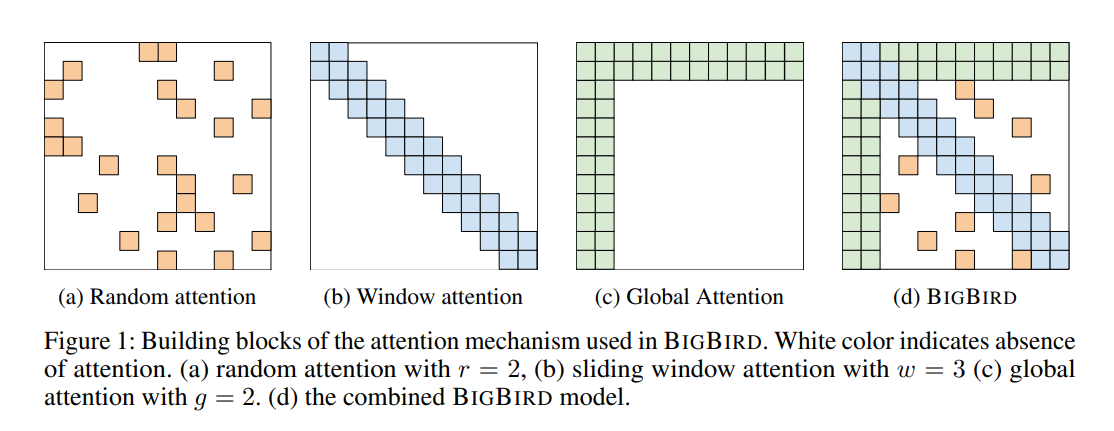 (a) Random attention
(b) Window attention
(c) Global Attention
(d) BIGBIRD
Figure 1: Building blocks of the attention mechanism used in BIGBIRD. White color indicates absence
of attention. (a) random attention with r = 2, (b) sliding window attention with w = 3 (c) global
attention with g = 2. (d) the combined BIGBIRD model.